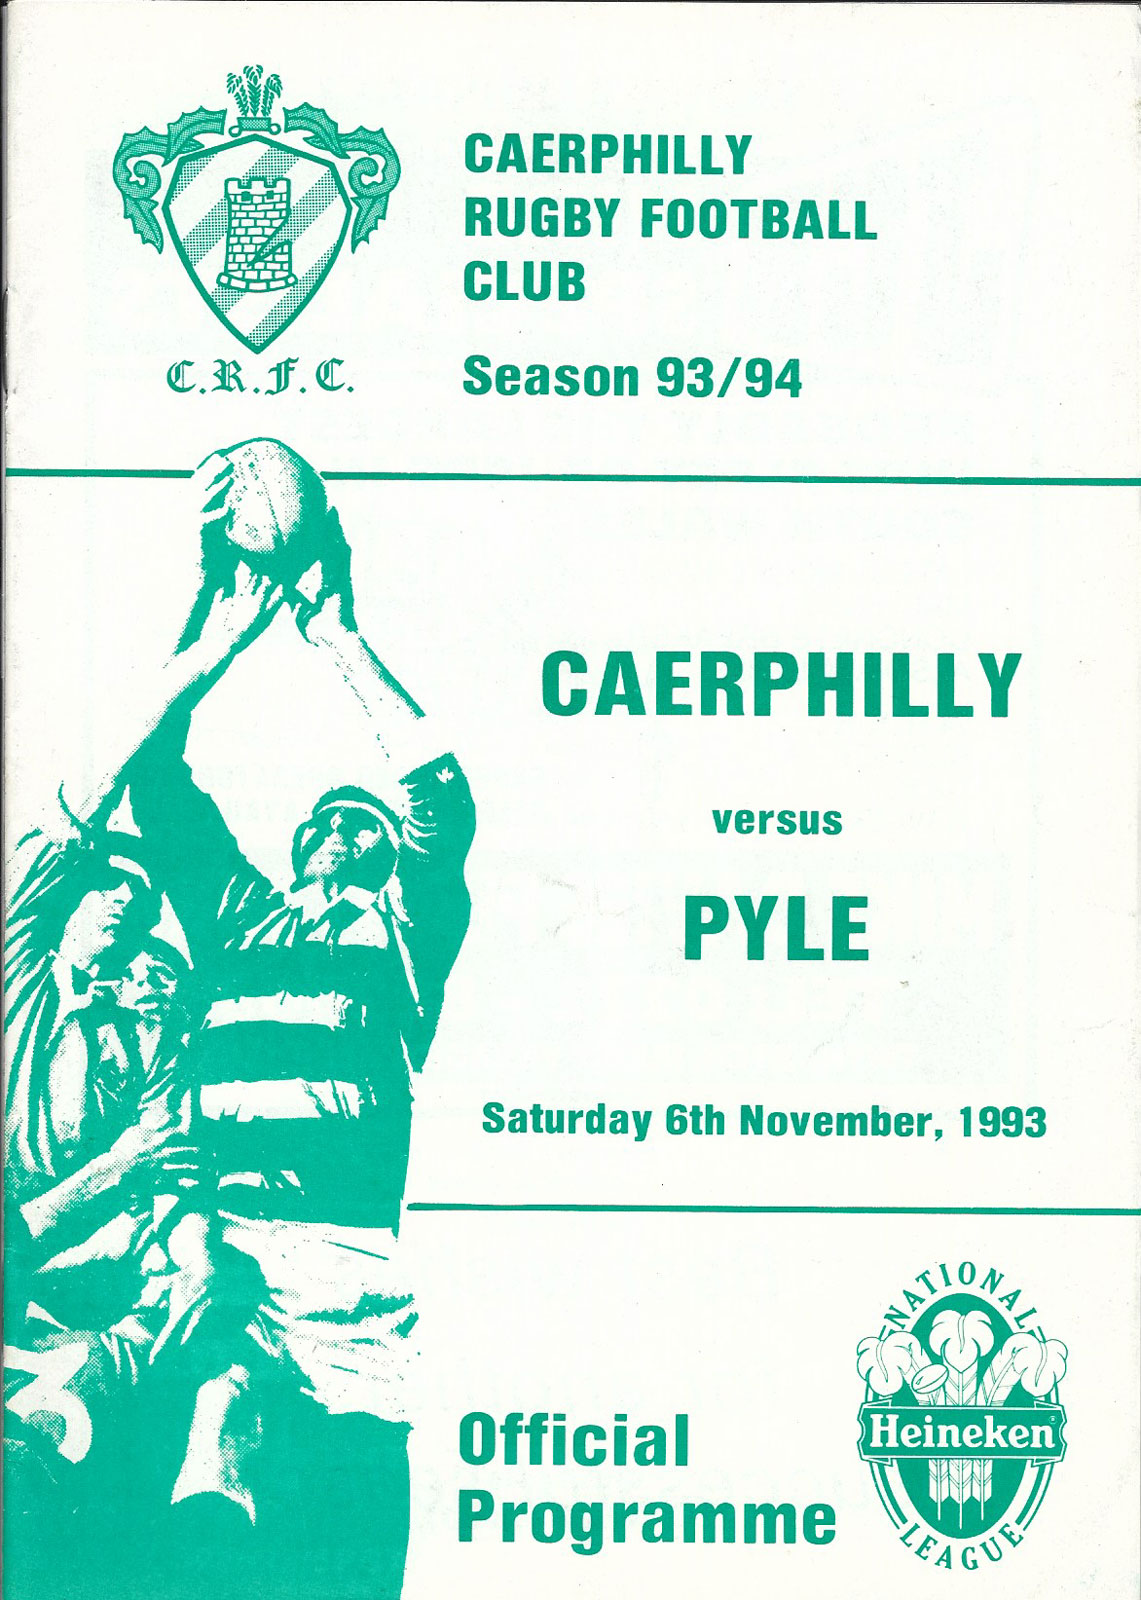 CAERPHILLY
RUGBY FOOTBALL
CLUB
C.R.F.C.
Season 93/94
CAERPHILLY
versus
PYLE
Saturday 6th November, 1993
Official
Programme
NATIONAL
Heineken
LEAGUE